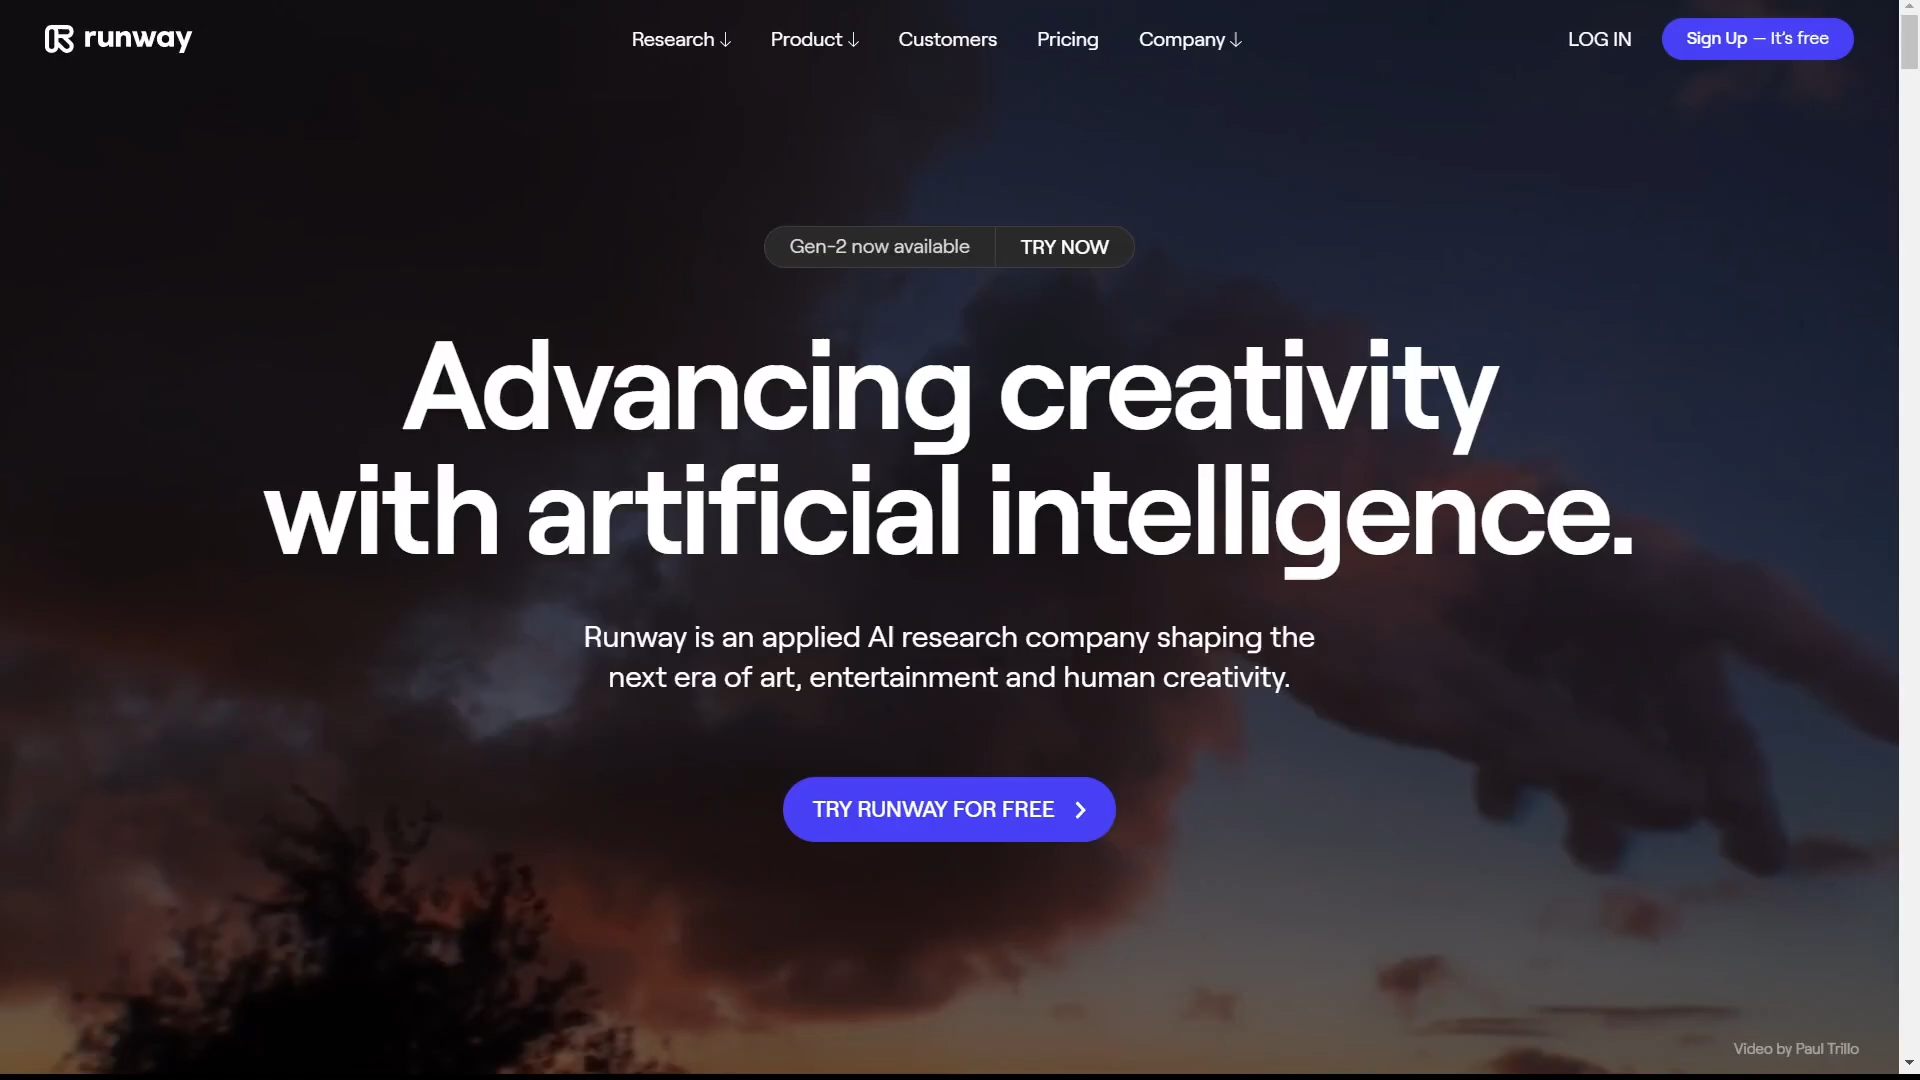 runway
Research ↓
Product ↓
Customers
Pricing
Company ↓
LOG IN
Sign Up — It's free
Gen-2 now available
TRY NOW
Advancing creativity
with artificial intelligence.
Runway is an applied AI research company shaping the
next era of art, entertainment and human creativity.
TRY RUNWAY FOR FREE
Video by Paul Trillo